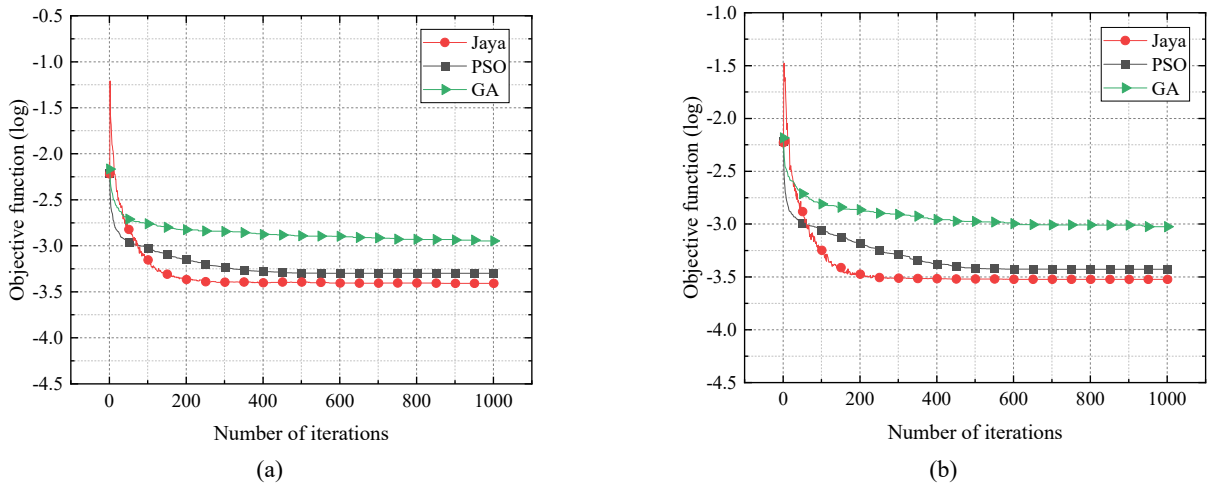 -0.5
-1.0
-1.5
-2.0
-2.5
-3.0
-3.5
-4.0
-4.5
Objective function (log)
Jaya
PSO
GA
0
200
400
600
800
1000
Number of iterations
(a)
-1.0
-1.5
-2.0
-2.5
-3.0
-3.5
-4.0
-4.5
Objective function (log)
Jaya
PSO
GA
0
200
400
600
800
1000
Number of iterations
(b)